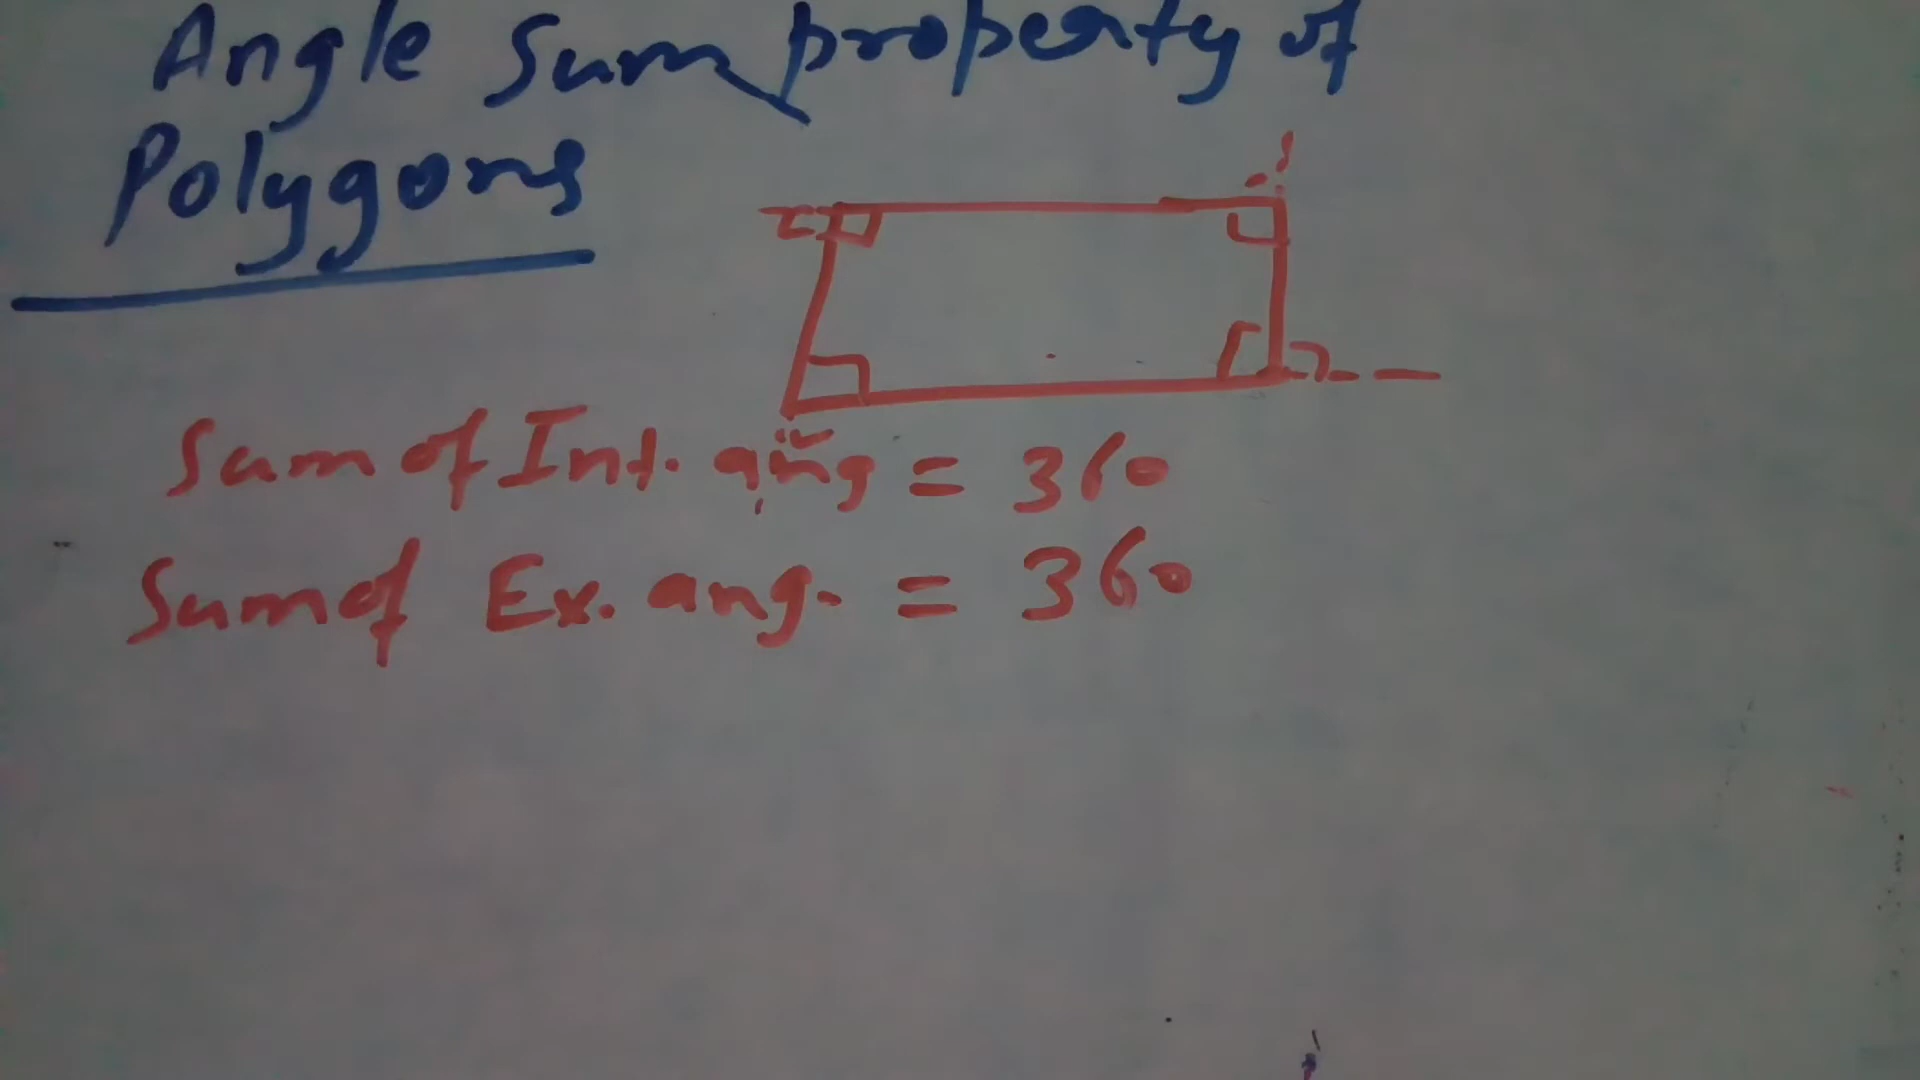 Angle Sum property of
Polygons
Sum of Int. ang = 360
Sum of Ex. ang. = 360